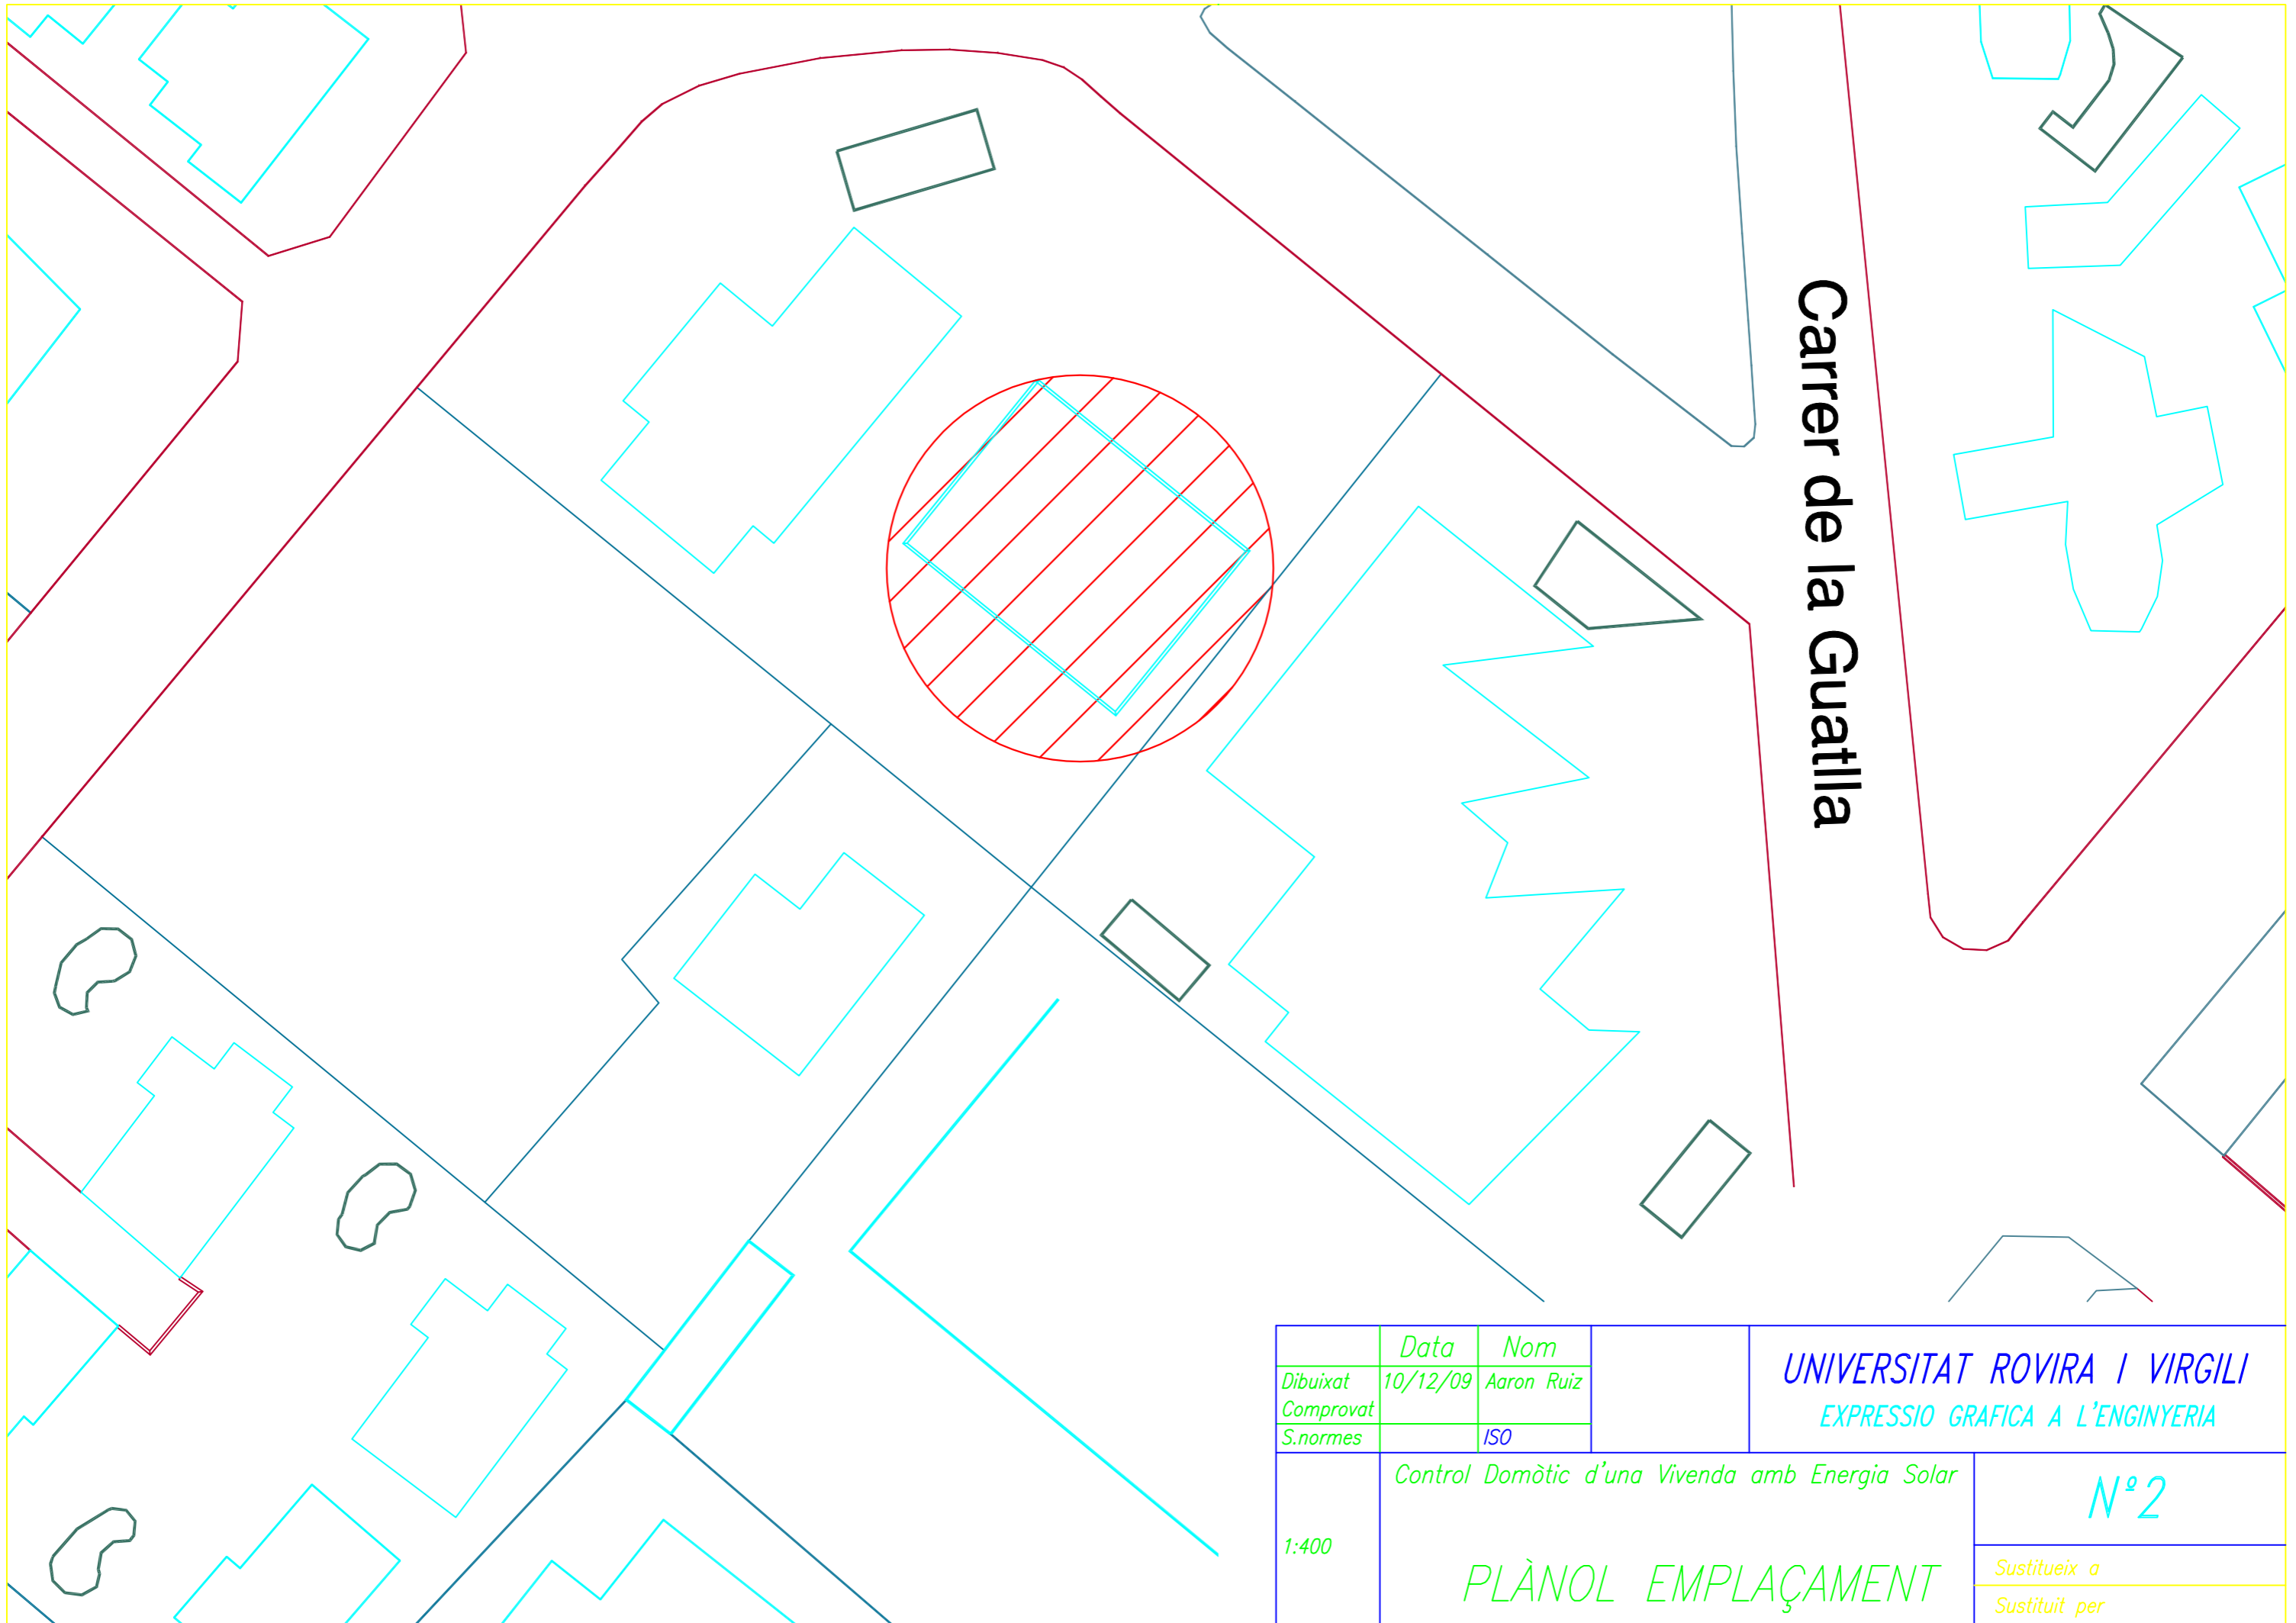 Carrer de la Guatlla
Data Nom
Dibuixat 10/12/09 Aaron Ruiz
Comprovat
S.normes ISO
UNIVERSITAT ROVIRA I VIRGILI
EXPRESSIO GRAFICA A L'ENGINYERIA
1:400
Control Domòtic d'una Vivenda amb Energia Solar
PLÀNOL EMPLAÇAMENT
Nº2
Sustitueix a
Sustituit per